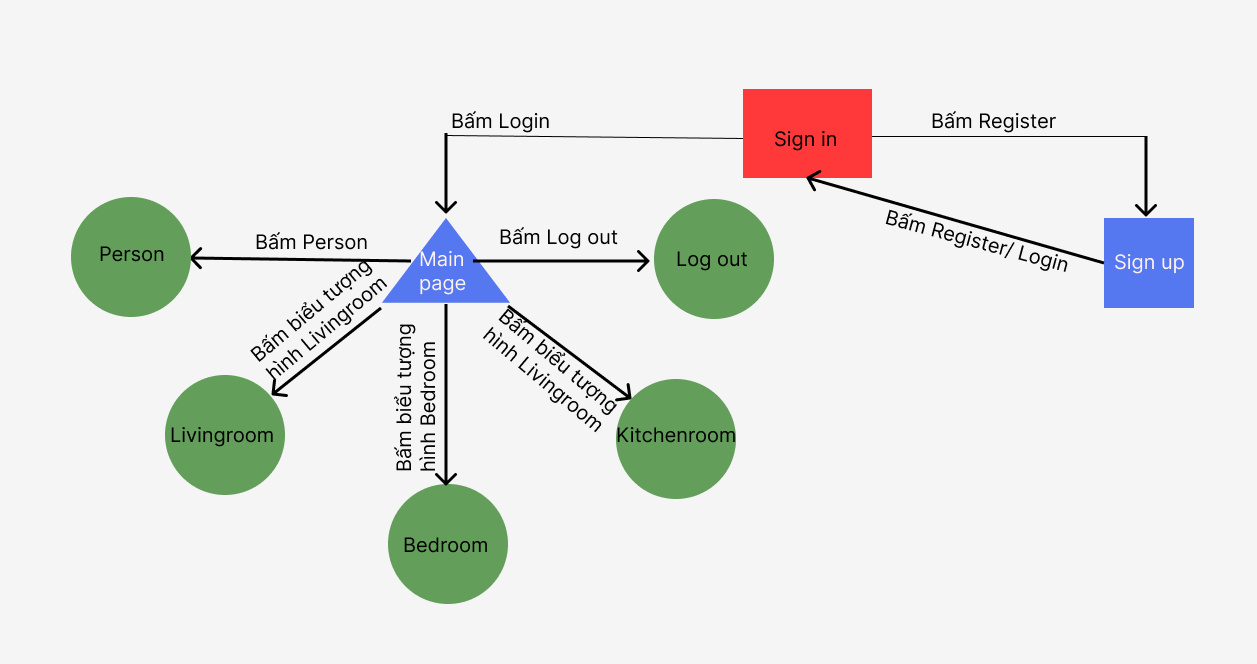 Bấm Login
Sign in
Bấm Register
Bấm Register/ Login
Sign up
Person
Bấm Person
Main
page
Bấm Log out
Log out
Bấm biểu tượng
hình Livingroom
Livingroom
Bấm biểu tượng
hình Bedroom
Bedroom
Bấm biểu tượng
hình Livingroom
Kitchenroom